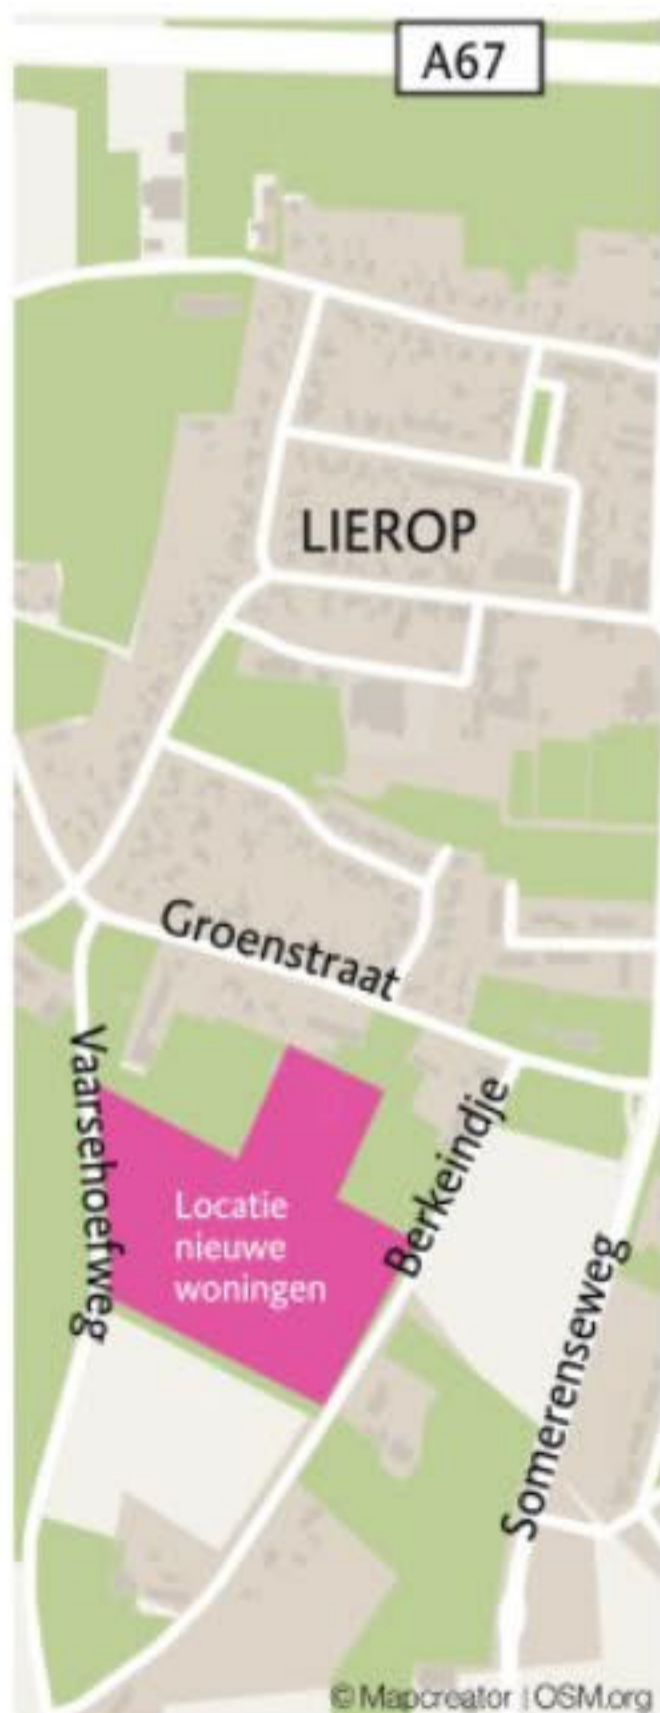 A67
LIEROP
Groenstraat
Vaarsehoefweg
Berkeindje
Locatie
nieuwe
woningen
Somerenseweg
© Mapcreator | OSM.org